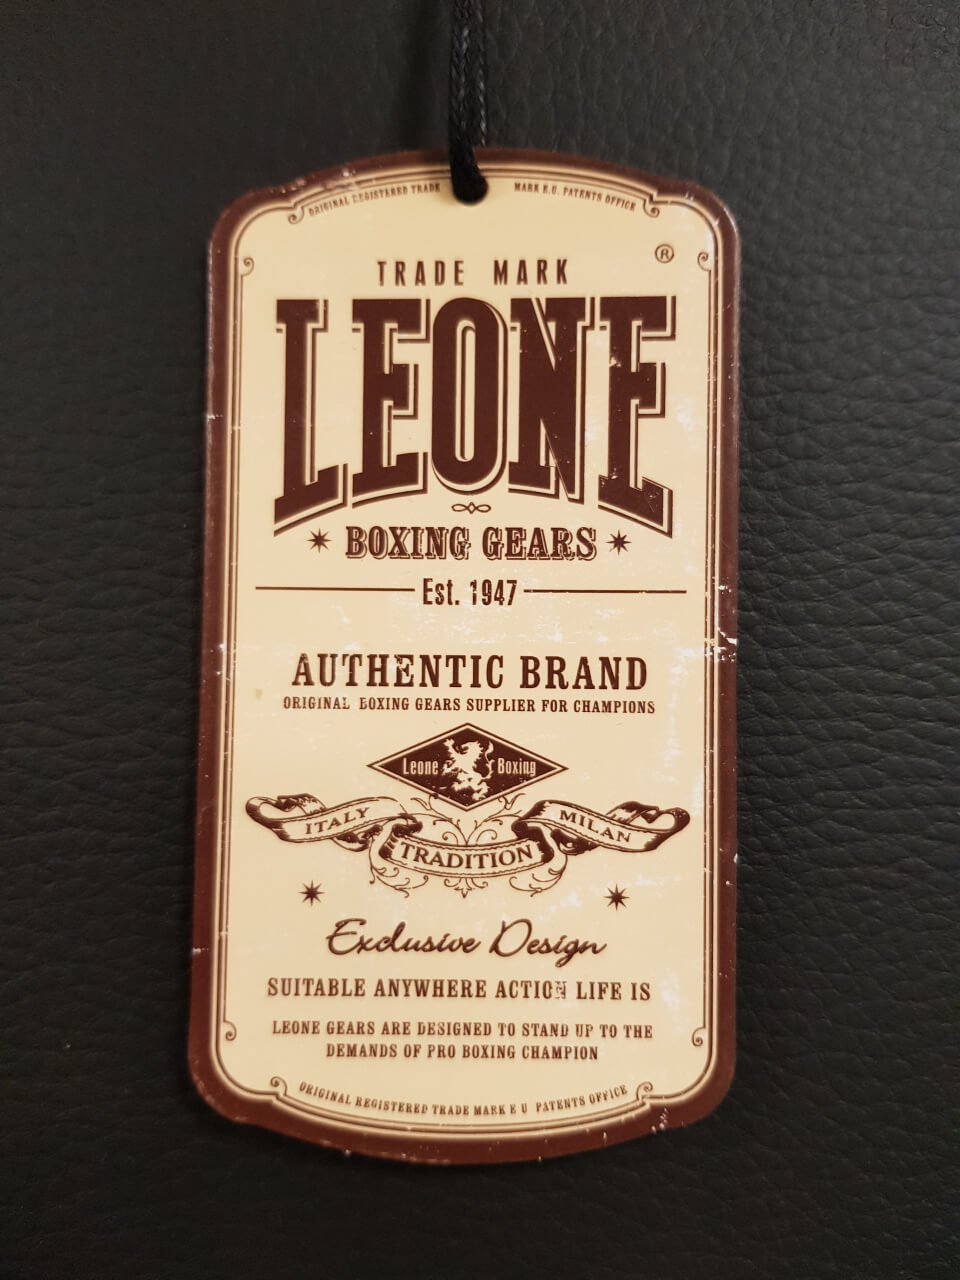 ORIGINAL REGISTERED TRADE MARK E.U. PATENTS OFFICE
®
TRADE MARK
LEONE
BOXING GEARS
Est. 1947
AUTHENTIC BRAND
ORIGINAL BOXING GEARS SUPPLIER FOR CHAMPIONS
Leone Boxing
ITALY MILAN
TRADITION
Exclusive Design
SUITABLE ANYWHERE ACTION LIFE IS
LEONE GEARS ARE DESIGNED TO STAND UP TO THE
DEMANDS OF PRO BOXING CHAMPION
ORIGINAL REGISTERED TRADE MARK E U PATENTS OFFICE